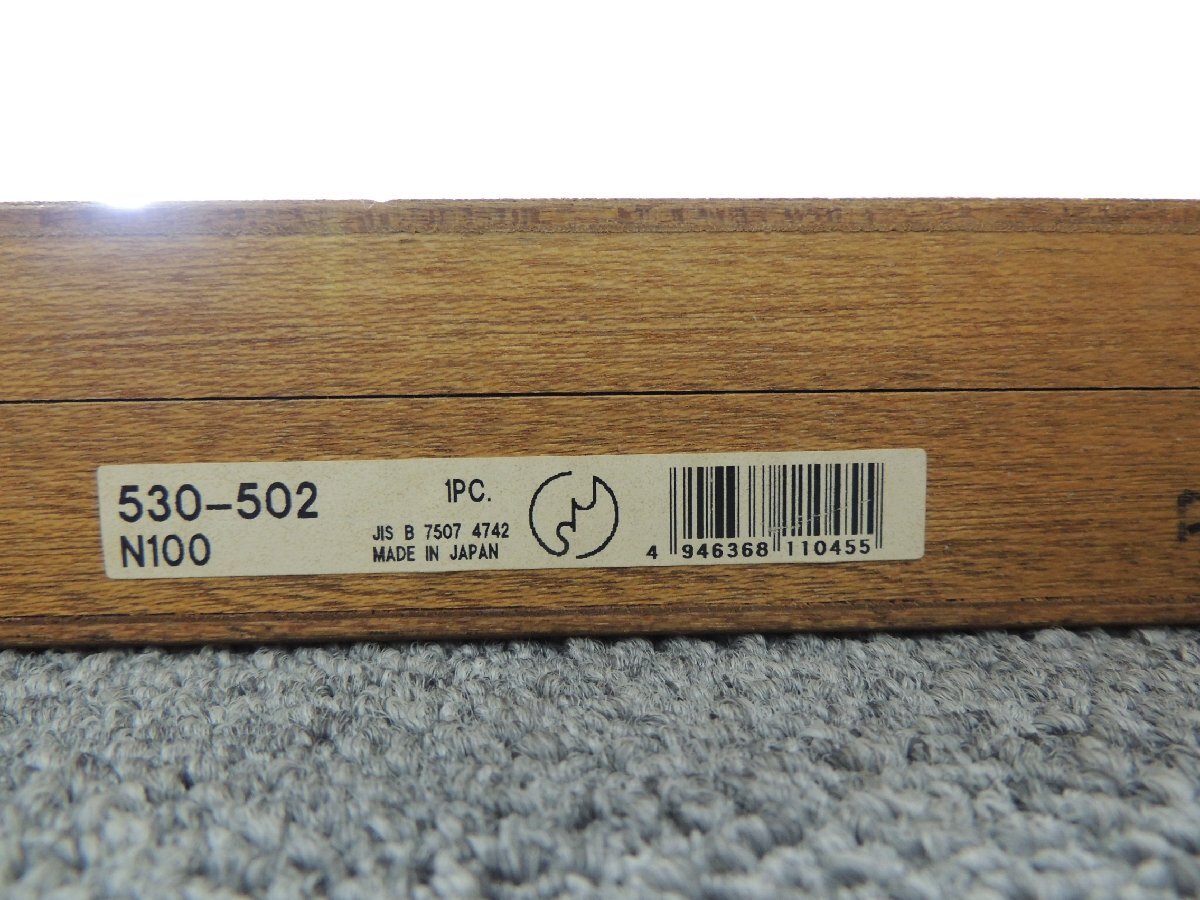 530-502
N100
1PC.
JIS B 7507 4742
MADE IN JAPAN
4 946368 110455